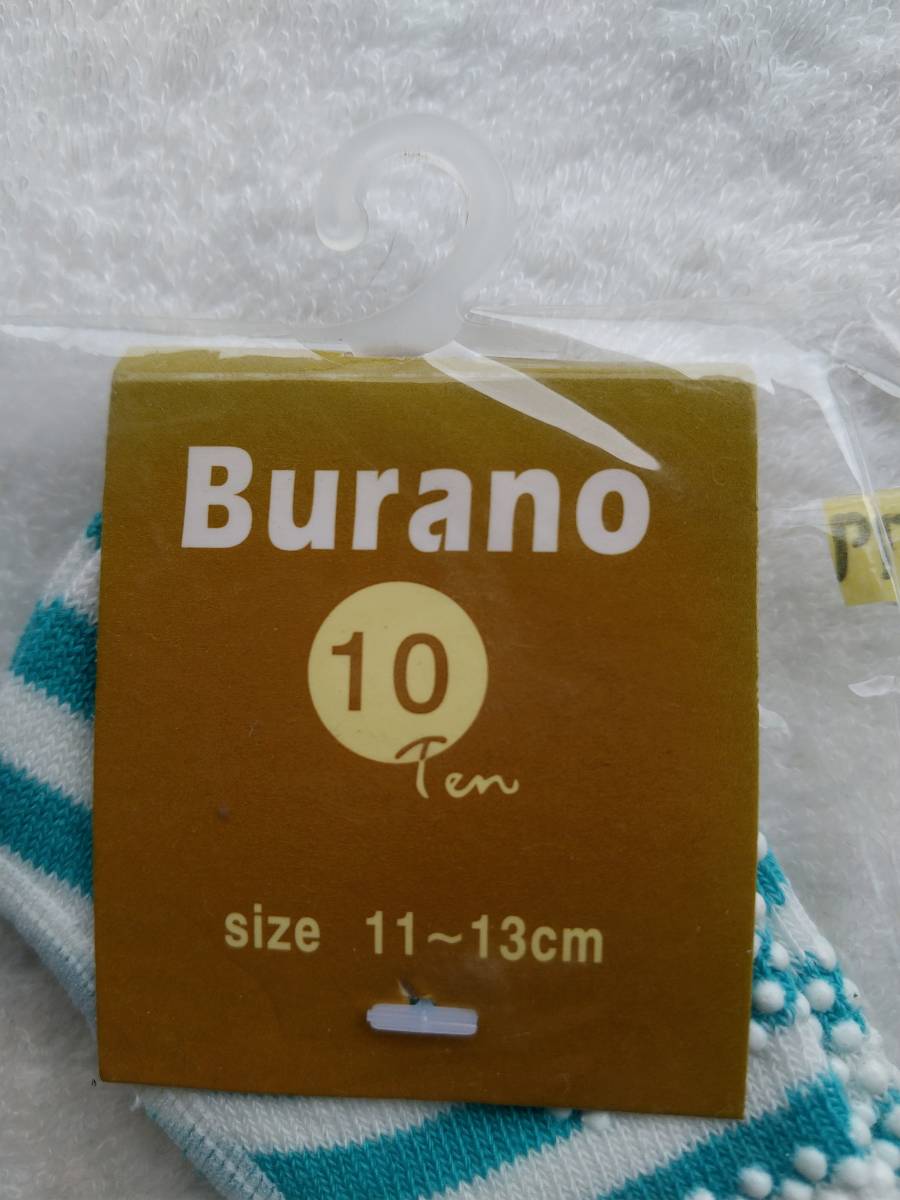 Burano
10
Ten
size 11~13cm